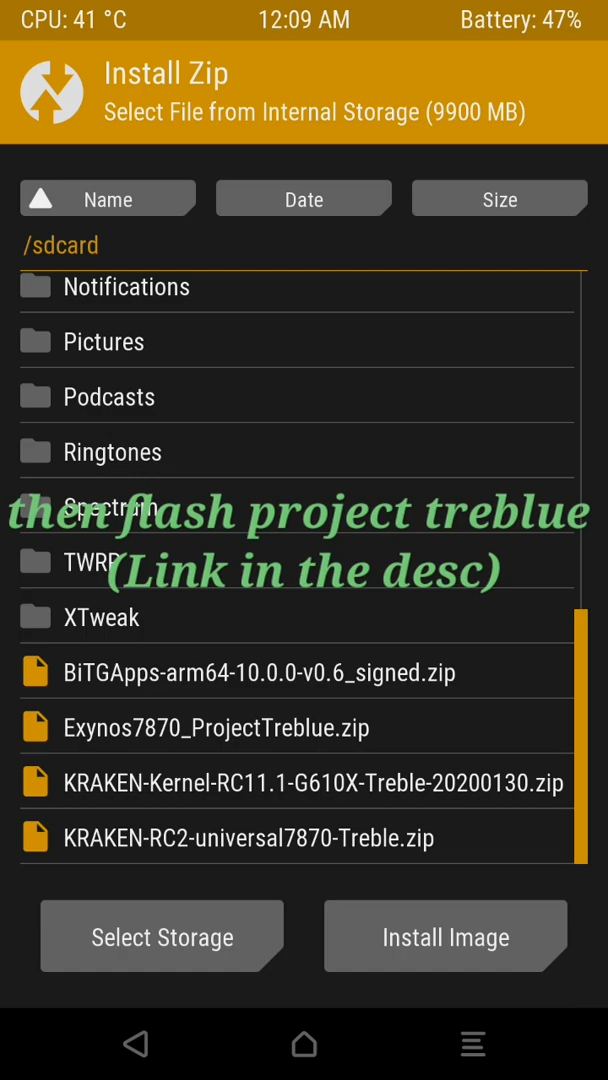 CPU: 41 °C 12:09 AM Battery: 47%
Install Zip
Select File from Internal Storage (9900 MB)
Name Date Size
/sdcard
Notifications
Pictures
Podcasts
Ringtones
Spectrum
then flash project treblue
TWRP
(Link in the desc)
XTweak
BiTGApps-arm64-10.0.0-v0.6_signed.zip
Exynos7870_ProjectTreblue.zip
KRAKEN-Kernel-RC11.1-G610X-Treble-20200130.zip
KRAKEN-RC2-universal7870-Treble.zip
Select Storage Install Image